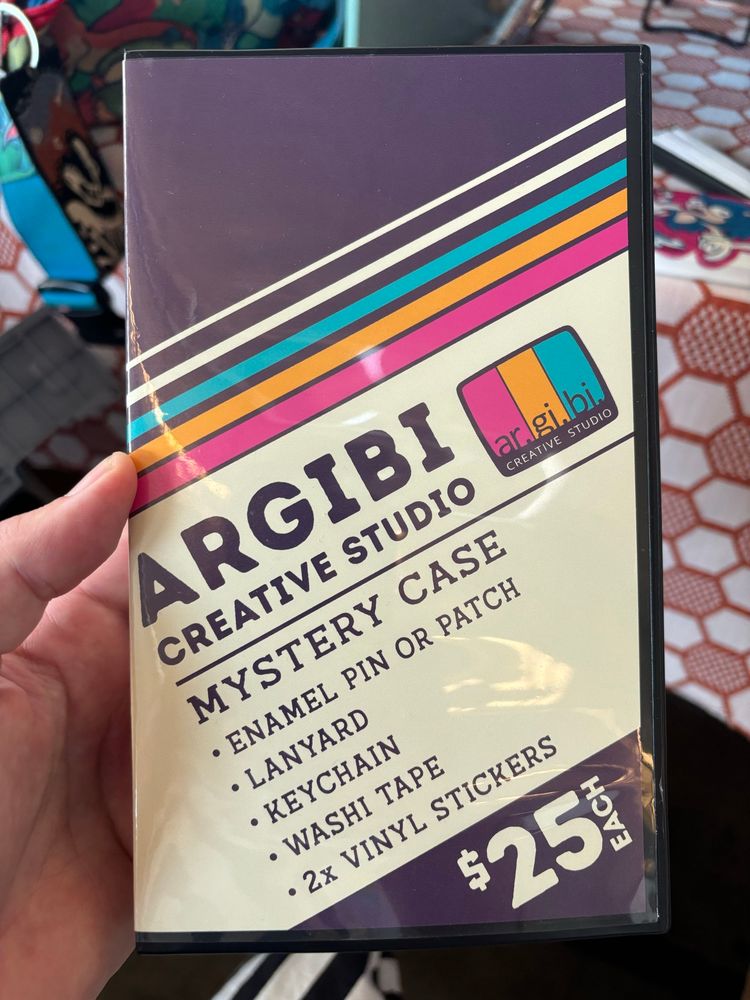 ar.gi.bi.
CREATIVE STUDIO
ARGIBI
CREATIVE STUDIO
MYSTERY CASE
• ENAMEL PIN OR PATCH
• LANYARD
• KEYCHAIN
• WASHI TAPE
• 2x VINYL STICKERS
$25 EACH